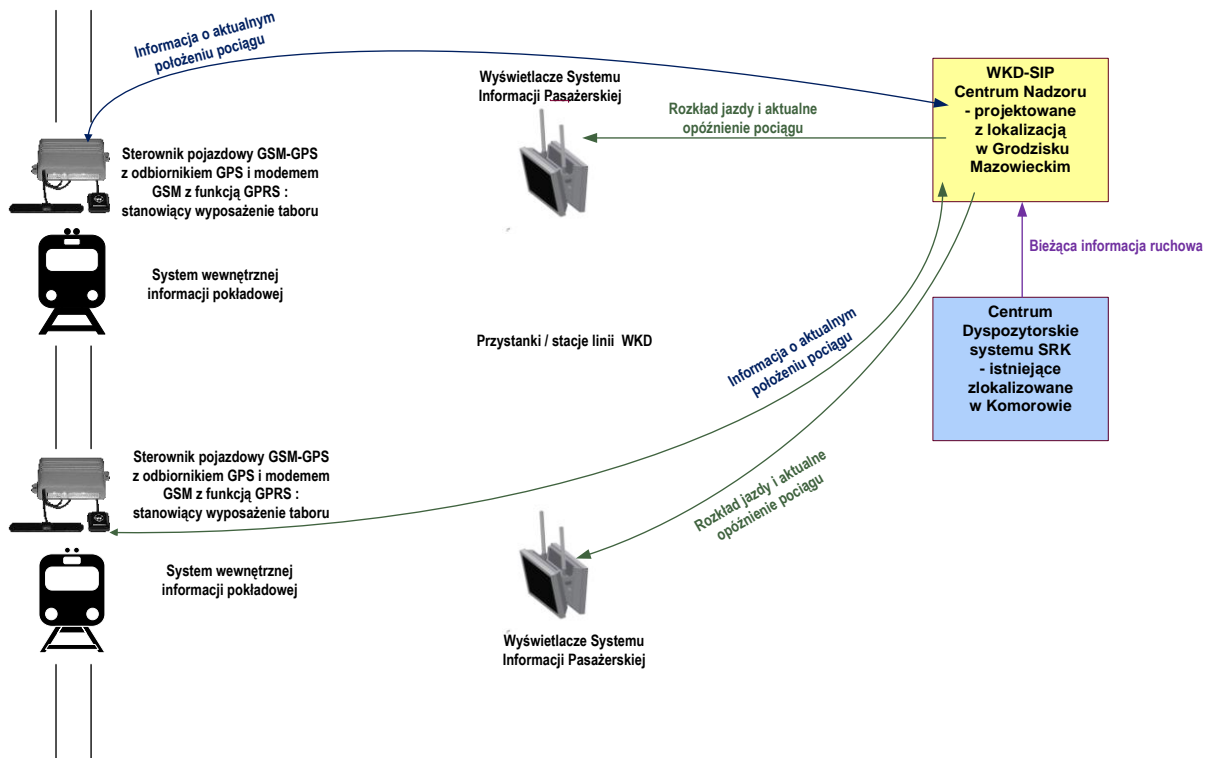 Informacja o aktualnym
położeniu pociągu
Wyświetlacze Systemu
Informacji Pasażerskiej
WKD-SIP
Centrum Nadzoru
- projektowane
z lokalizacją
w Grodzisku
Mazowieckim
Rozkład jazdy i aktualne
opóźnienie pociągu
Sterownik pojazdowy GSM-GPS
z odbiornikiem GPS i modemem
GSM z funkcją GPRS :
stanowiący wyposażenie taboru
System wewnętrznej
informacji pokładowej
Bieżąca informacja ruchowa
Przystanki / stacje linii WKD
Informacja o aktualnym
położeniu pociągu
Centrum
Dyspozytorskie
systemu SRK
- istniejące
zlokalizowane
w Komorowie
Sterownik pojazdowy GSM-GPS
z odbiornikiem GPS i modemem
GSM z funkcją GPRS :
stanowiący wyposażenie taboru
Rozkład jazdy i aktualne
opóźnienie pociągu
System wewnętrznej
informacji pokładowej
Wyświetlacze Systemu
Informacji Pasażerskiej